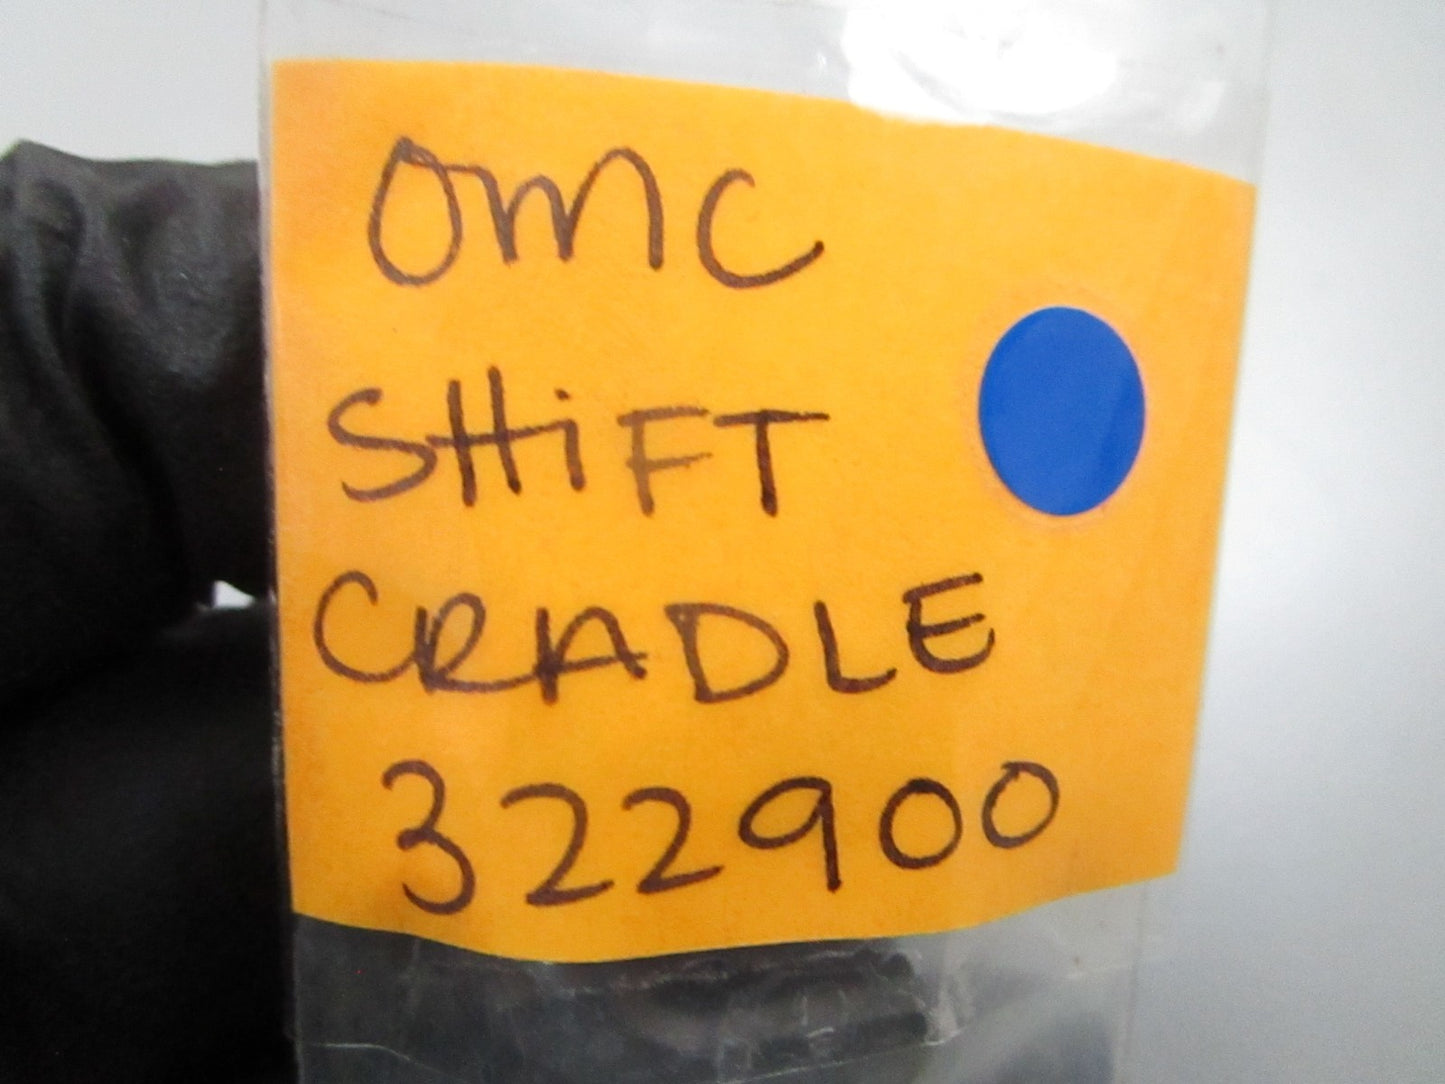 OMC
SHiFT
CRADLE
322900